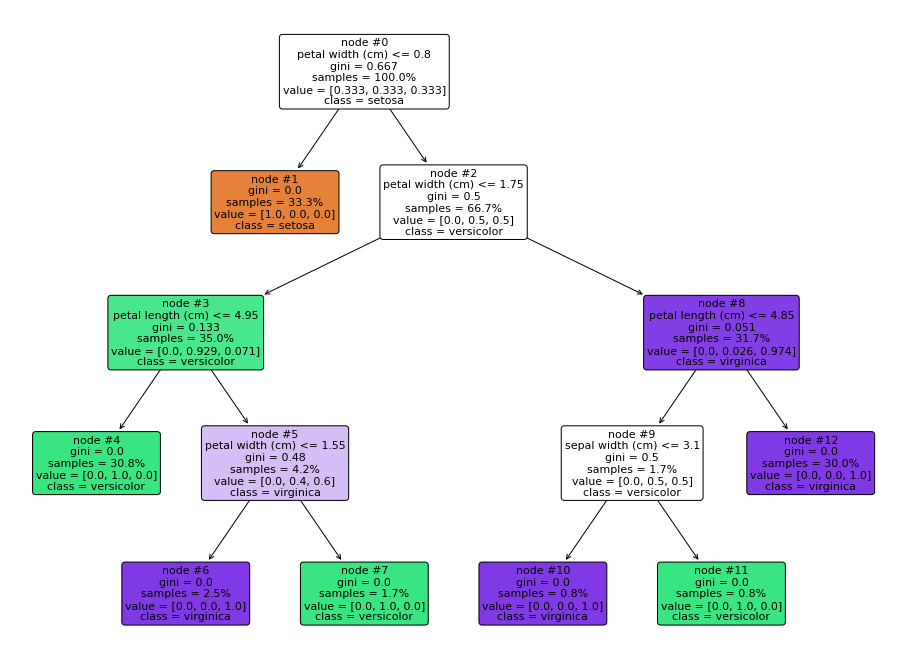 node #0
petal width (cm) <= 0.8
gini = 0.667
samples = 100.0%
value = [0.333, 0.333, 0.333]
class = setosa
node #1
gini = 0.0
samples = 33.3%
value = [1.0, 0.0, 0.0]
class = setosa
node #2
petal width (cm) <= 1.75
gini = 0.5
samples = 66.7%
value = [0.0, 0.5, 0.5]
class = versicolor
node #3
petal length (cm) <= 4.95
gini = 0.133
samples = 35.0%
value = [0.0, 0.929, 0.071]
class = versicolor
node #8
petal length (cm) <= 4.85
gini = 0.051
samples = 31.7%
value = [0.0, 0.026, 0.974]
class = virginica
node #4
gini = 0.0
samples = 30.8%
value = [0.0, 1.0, 0.0]
class = versicolor
node #5
petal width (cm) <= 1.55
gini = 0.48
samples = 4.2%
value = [0.0, 0.4, 0.6]
class = virginica
node #9
sepal width (cm) <= 3.1
gini = 0.5
samples = 1.7%
value = [0.0, 0.5, 0.5]
class = versicolor
node #12
gini = 0.0
samples = 30.0%
value = [0.0, 0.0, 1.0]
class = virginica
node #6
gini = 0.0
samples = 2.5%
value = [0.0, 0.0, 1.0]
class = virginica
node #7
gini = 0.0
samples = 1.7%
value = [0.0, 1.0, 0.0]
class = versicolor
node #10
gini = 0.0
samples = 0.8%
value = [0.0, 0.0, 1.0]
class = virginica
node #11
gini = 0.0
samples = 0.8%
value = [0.0, 1.0, 0.0]
class = versicolor